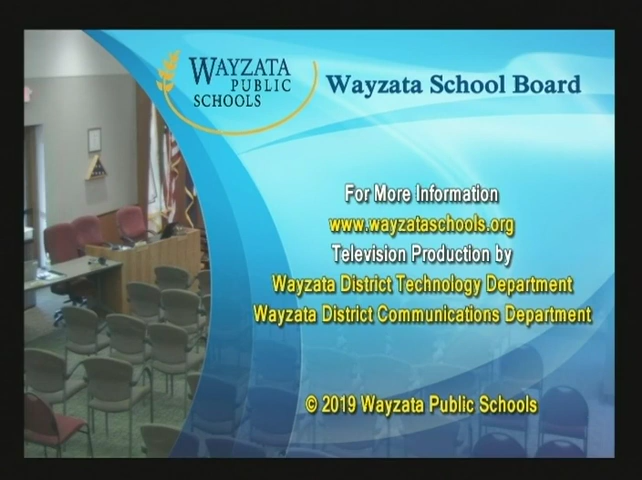 WAYZATA
PUBLIC
SCHOOLS
Wayzata School Board
For More Information
www.wayzataschools.org
Television Production by
Wayzata District Technology Department
Wayzata District Communications Department
© 2019 Wayzata Public Schools